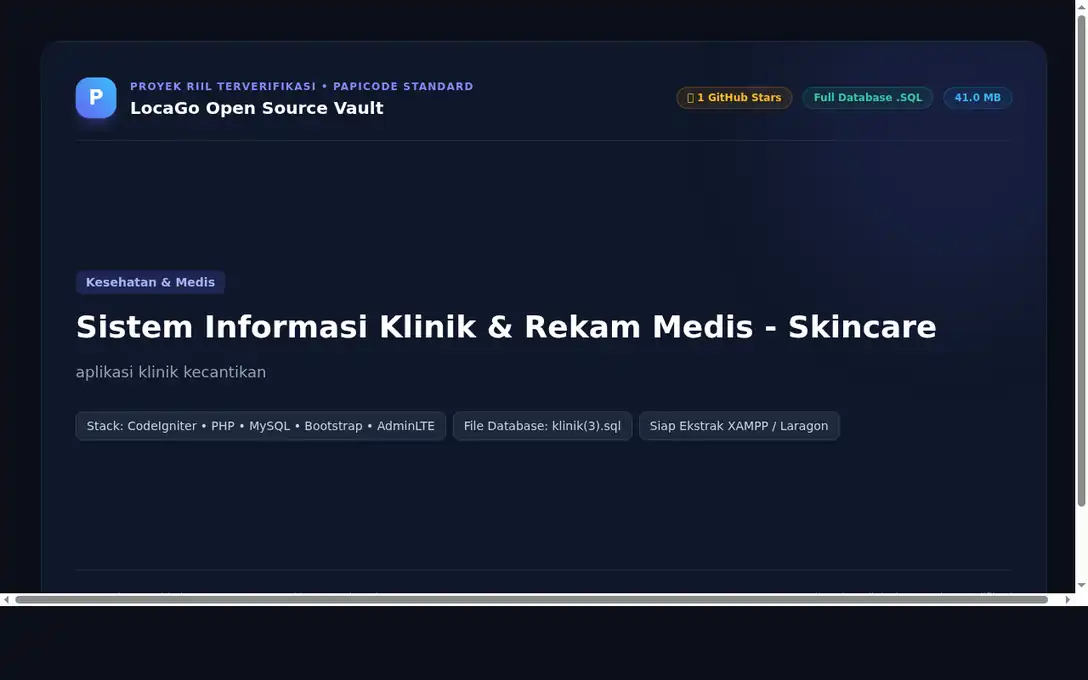 P
PROYEK RIIL TERVERIFIKASI • PAPICODE STANDARD
LocaGo Open Source Vault
1 GitHub Stars
Full Database .SQL
41.0 MB
Kesehatan & Medis
Sistem Informasi Klinik & Rekam Medis - Skincare
aplikasi klinik kecantikan
Stack: CodeIgniter • PHP • MySQL • Bootstrap • AdminLTE
File Database: klinik(3).sql
Siap Ekstrak XAMPP / Laragon